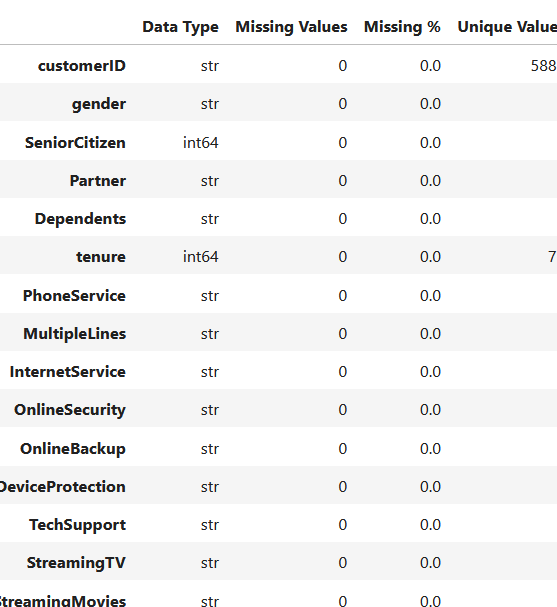 Data Type Missing Values Missing % Unique Value
customerID str 0 0.0 588
gender str 0 0.0
SeniorCitizen int64 0 0.0
Partner str 0 0.0
Dependents str 0 0.0
tenure int64 0 0.0 7
PhoneService str 0 0.0
MultipleLines str 0 0.0
InternetService str 0 0.0
OnlineSecurity str 0 0.0
OnlineBackup str 0 0.0
DeviceProtection str 0 0.0
TechSupport str 0 0.0
StreamingTV str 0 0.0
StreamingMovies str 0 0.0